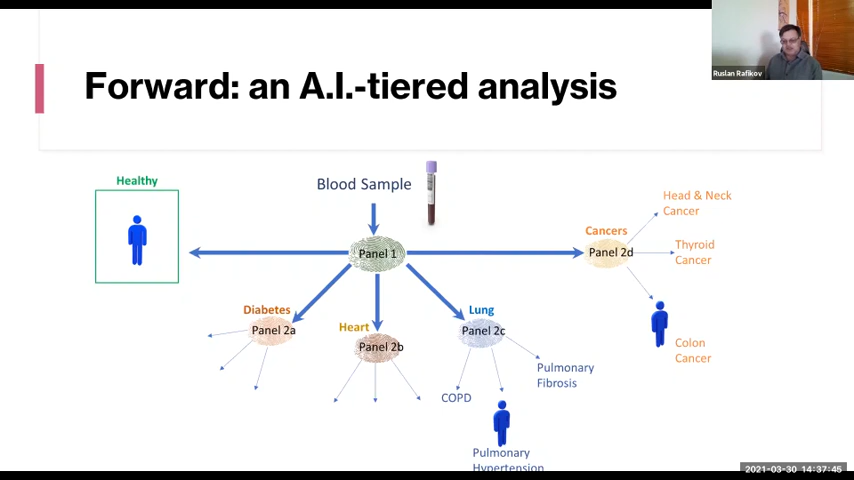 Ruslan Rafikov
Forward: an A.I.-tiered analysis
Healthy
Blood Sample
Head & Neck
Cancer
Cancers
Panel 1
Panel 2d
Thyroid
Cancer
Diabetes
Panel 2a
Heart
Panel 2b
Lung
Panel 2c
Colon
Cancer
Pulmonary
Fibrosis
COPD
Pulmonary
Hypertension
2021-03-30 14:37:45